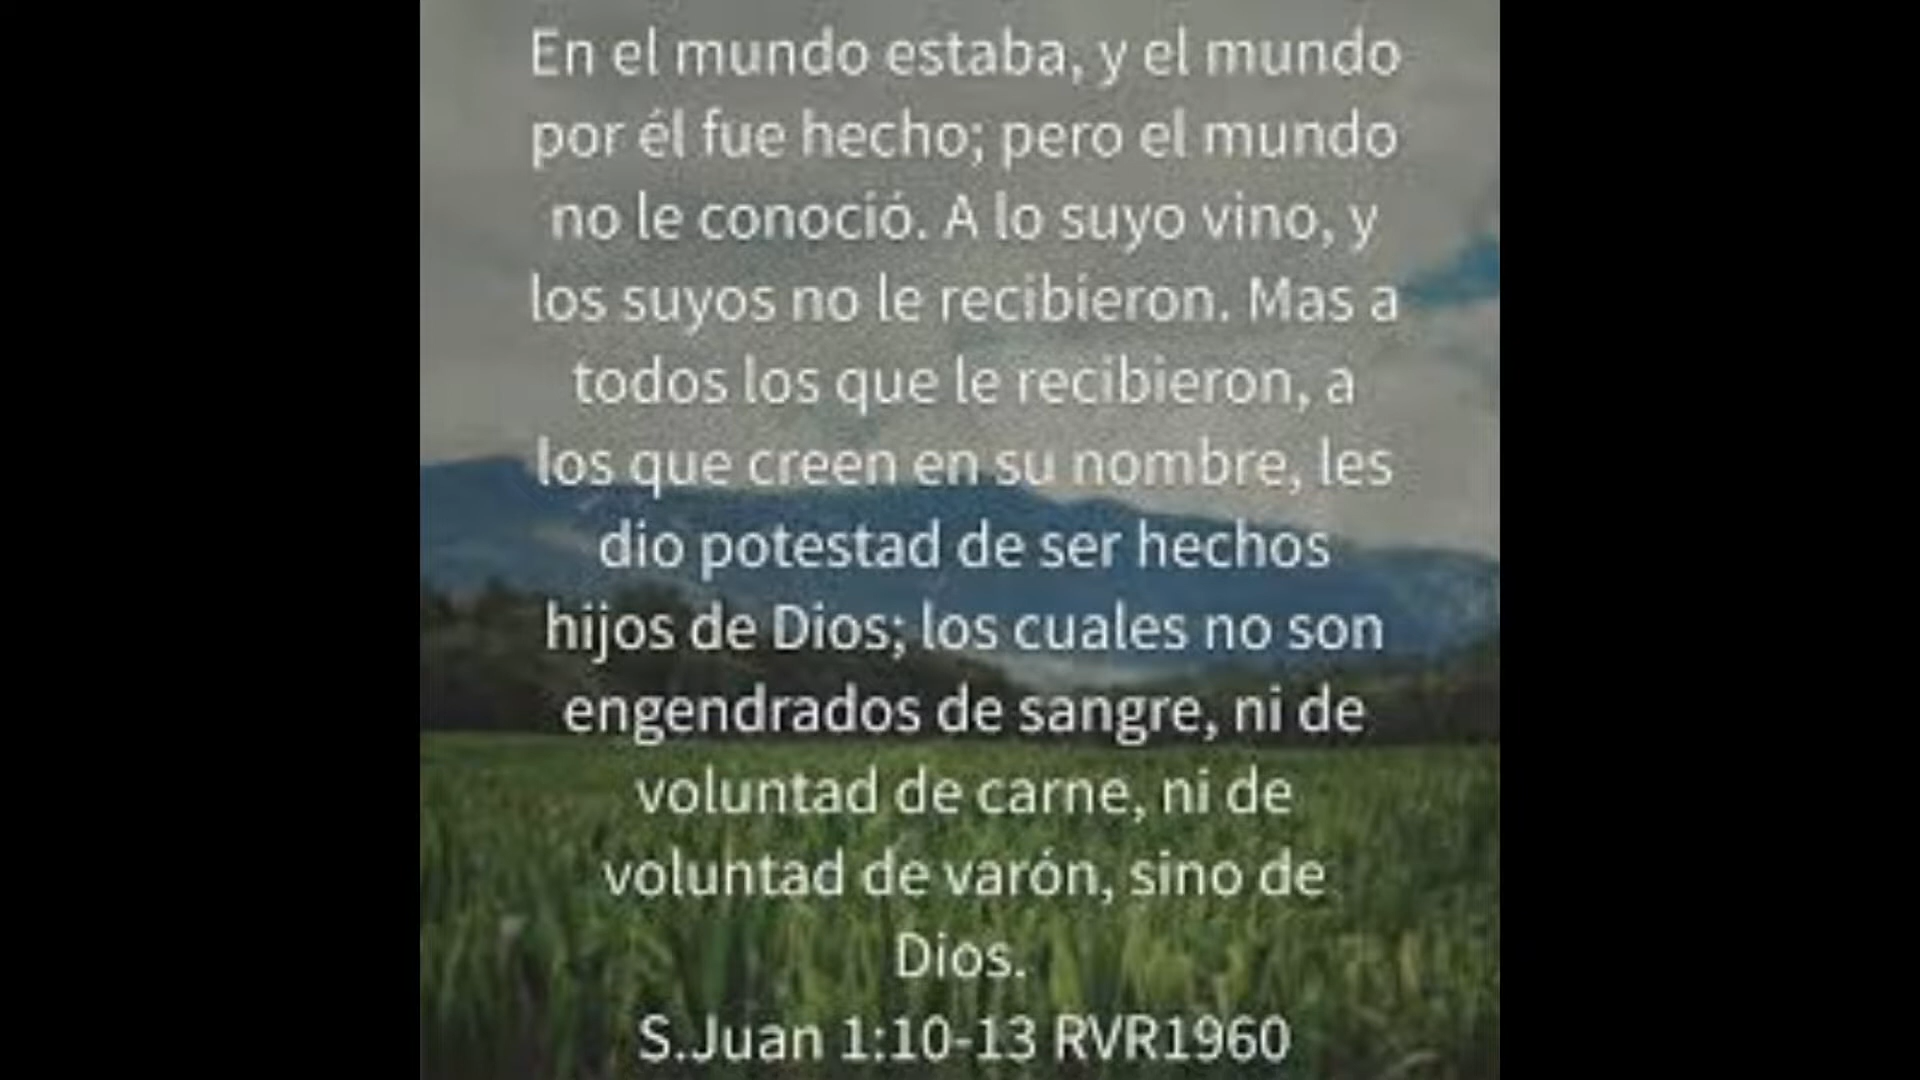 En el mundo estaba, y el mundo
por él fue hecho; pero el mundo
no le conoció. A lo suyo vino, y
los suyos no le recibieron. Mas a
todos los que le recibieron, a
los que creen en su nombre, les
dio potestad de ser hechos
hijos de Dios; los cuales no son
engendrados de sangre, ni de
voluntad de carne, ni de
voluntad de varón, sino de
Dios.
S.Juan 1:10-13 RVR1960